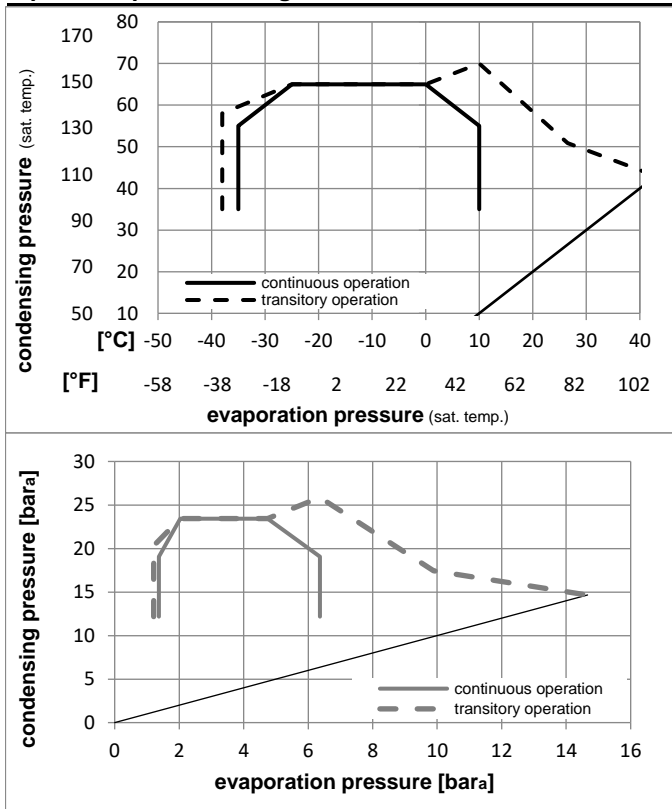 80
170
70
150
60
130
50
110
40
90
30
70
20
50
10
condensing pressure (sat. temp.)
continuous operation
transitory operation
[°C] -50 -40 -30 -20 -10 0 10 20 30 40
[°F] -58 -38 -18 2 22 42 62 82 102
evaporation pressure (sat. temp.)
30
25
20
15
10
5
0
condensing pressure [bara]
continuous operation
transitory operation
0 2 4 6 8 10 12 14 16
evaporation pressure [bara]